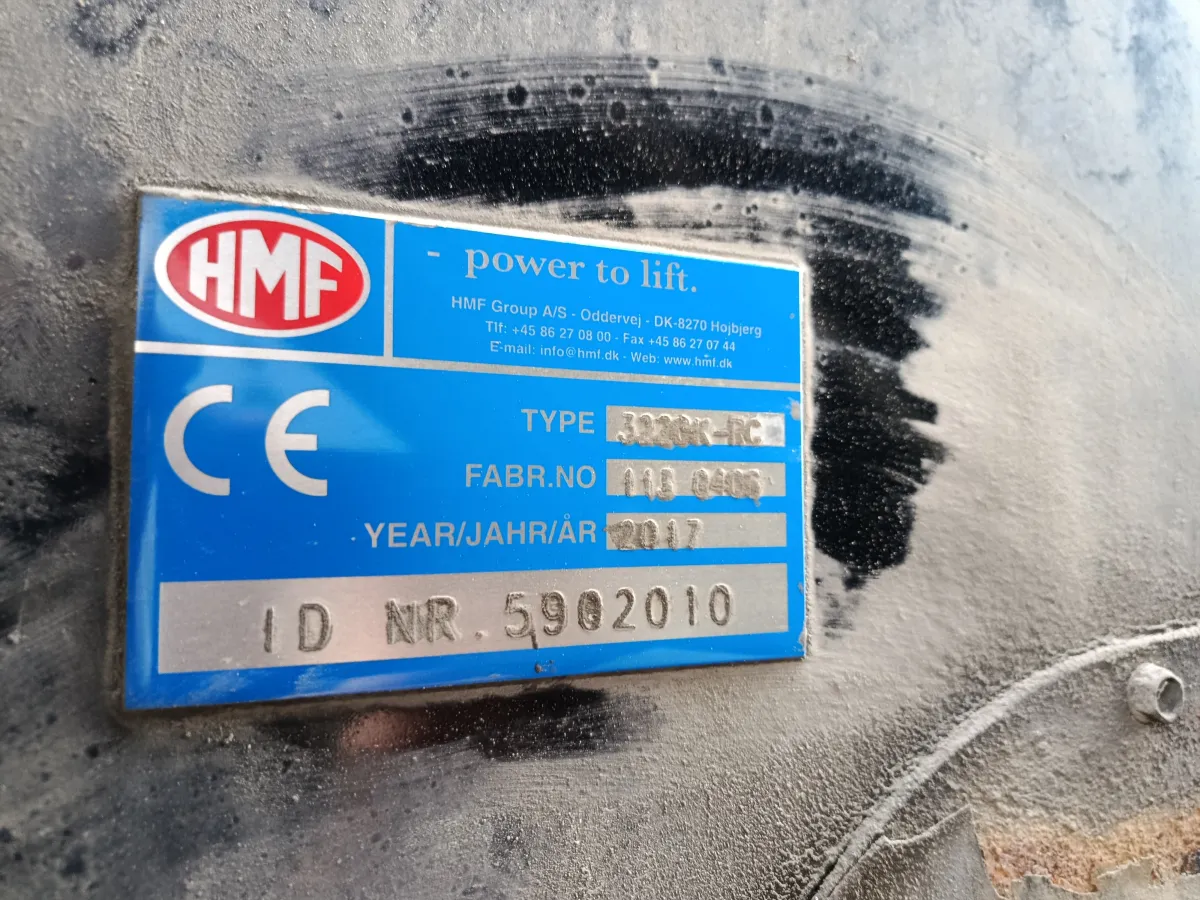 HMF
- power to lift.
HMF Group A/S - Oddervej - DK-8270 Hojbjerg
Tlf: +45 86 27 08 00 - Fax +45 86 27 07 44
E-mail: info@hmf.dk - Web: www.hmf.dk
CE
TYPE
FABR.NO
YEAR/JAHR/ÅR 2017
ID NR. 5902010